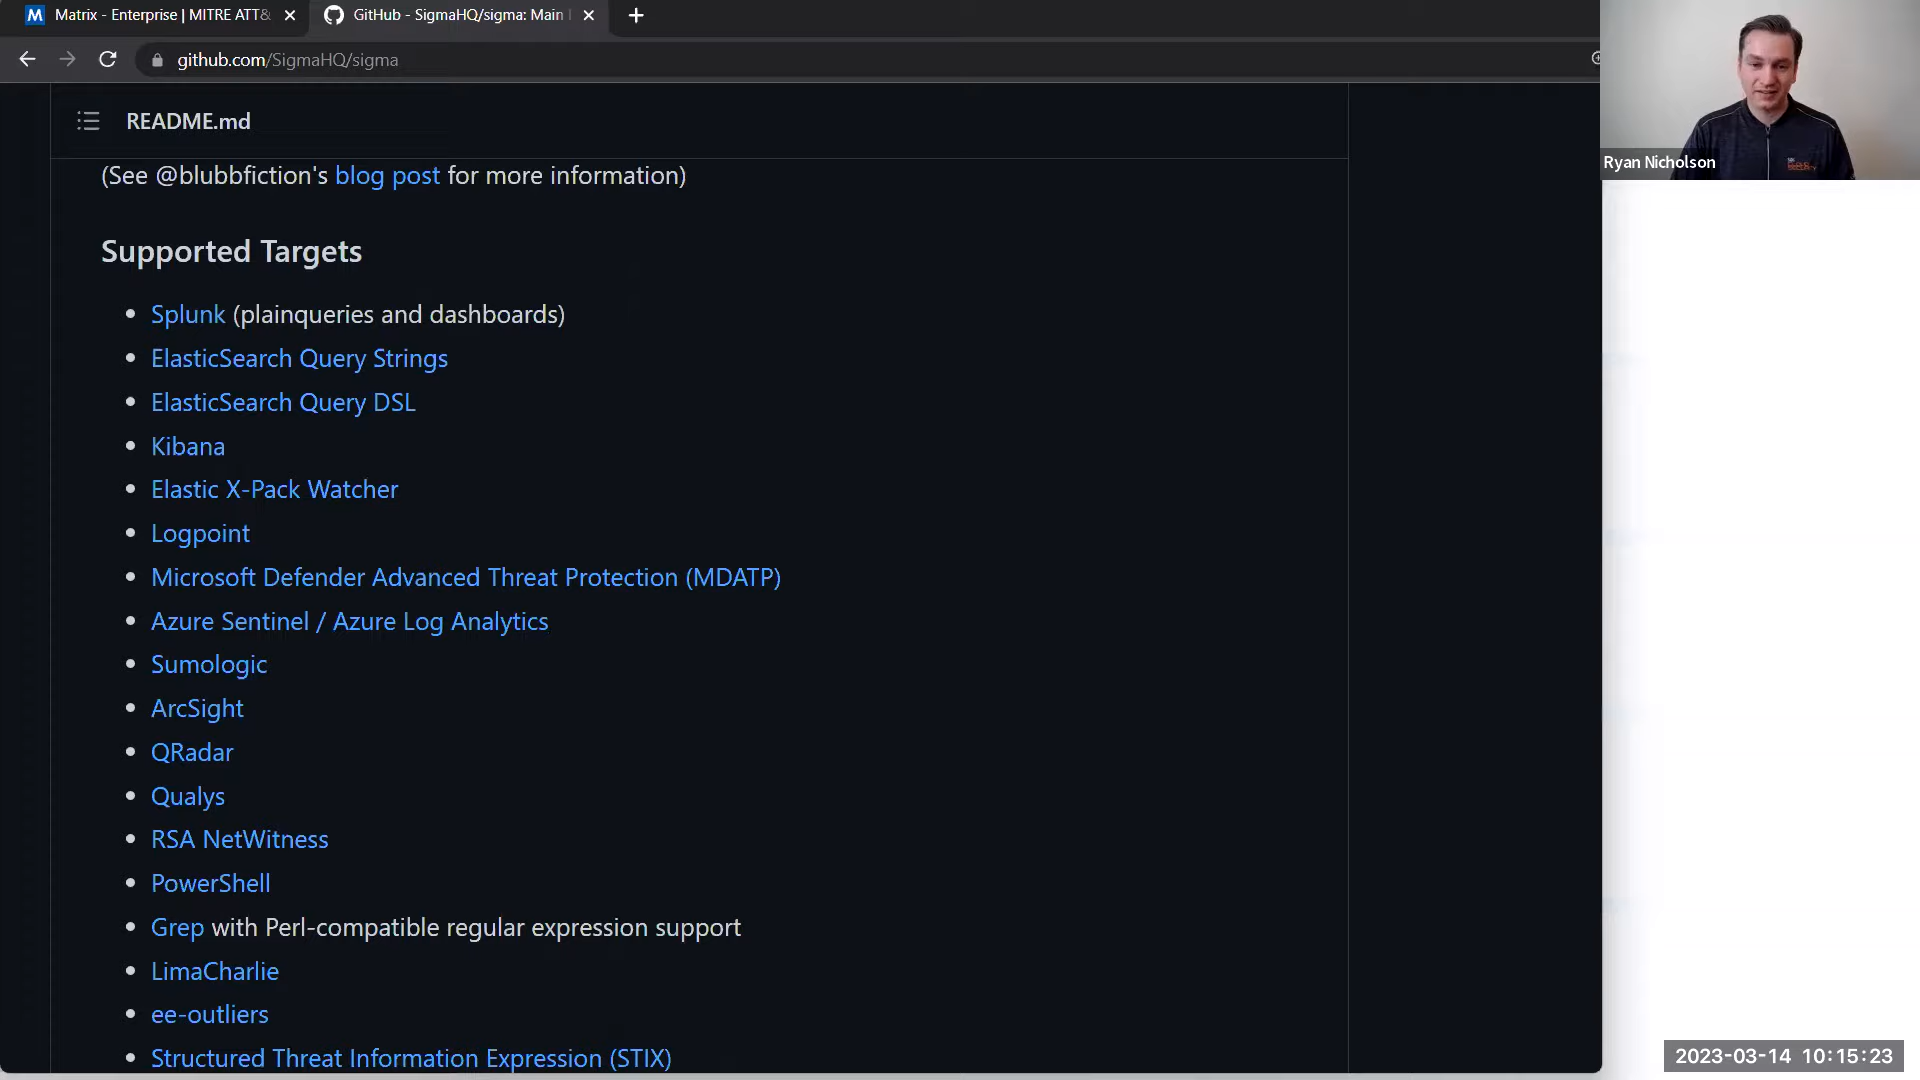 Matrix - Enterprise | MITRE ATT&
GitHub - SigmaHQ/sigma: Main
github.com/SigmaHQ/sigma
README.md
(See @blubbfiction's blog post for more information)
Supported Targets
Splunk (plainqueries and dashboards)
ElasticSearch Query Strings
ElasticSearch Query DSL
Kibana
Elastic X-Pack Watcher
Logpoint
Microsoft Defender Advanced Threat Protection (MDATP)
Azure Sentinel / Azure Log Analytics
Sumologic
ArcSight
QRadar
Qualys
RSA NetWitness
PowerShell
Grep with Perl-compatible regular expression support
LimaCharlie
ee-outliers
Structured Threat Information Expression (STIX)
Ryan Nicholson
2023-03-14 10:15:23